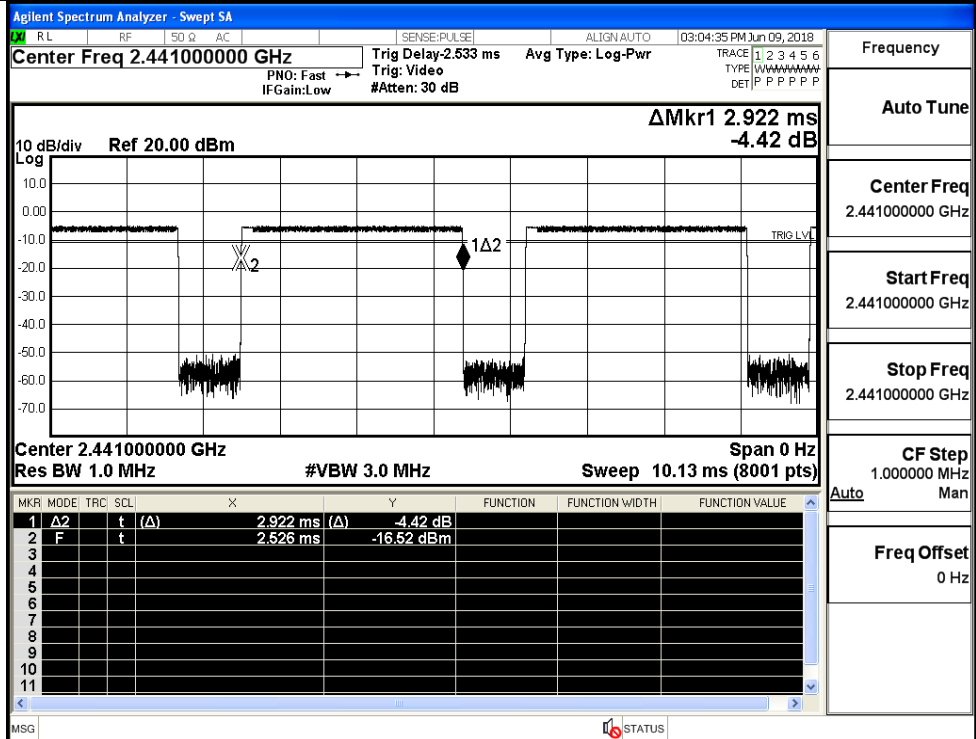 Agilent Spectrum Analyzer - Swept SA
LXI RL RF 50 Ω AC SENSE:PULSE ALIGN AUTO 03:04:35 PM Jun 09, 2018
Center Freq 2.441000000 GHz
PNO: Fast
IFGain:Low
Trig Delay-2.533 ms
Trig: Video
#Atten: 30 dB
Avg Type: Log-Pwr
TRACE 1 2 3 4 5 6
TYPE WWWWWW
DET P P P P P P
ΔMkr1 2.922 ms
-4.42 dB
10 dB/div Ref 20.00 dBm
Log
10.0
0.00
-10.0
-20.0
-30.0
-40.0
-50.0
-60.0
-70.0
TRIG LVL
1Δ2
2
Center 2.441000000 GHz Span 0 Hz
Res BW 1.0 MHz #VBW 3.0 MHz Sweep 10.13 ms (8001 pts)
MKR MODE TRC SCL X Y FUNCTION FUNCTION WIDTH FUNCTION VALUE
1 Δ2 t (Δ) 2.922 ms (Δ) -4.42 dB
2 F t 2.526 ms -16.52 dBm
3
4
5
6
7
8
9
10
11
MSG STATUS
Frequency
Auto Tune
Center Freq
2.441000000 GHz
Start Freq
2.441000000 GHz
Stop Freq
2.441000000 GHz
CF Step
1.000000 MHz
Auto Man
Freq Offset
0 Hz